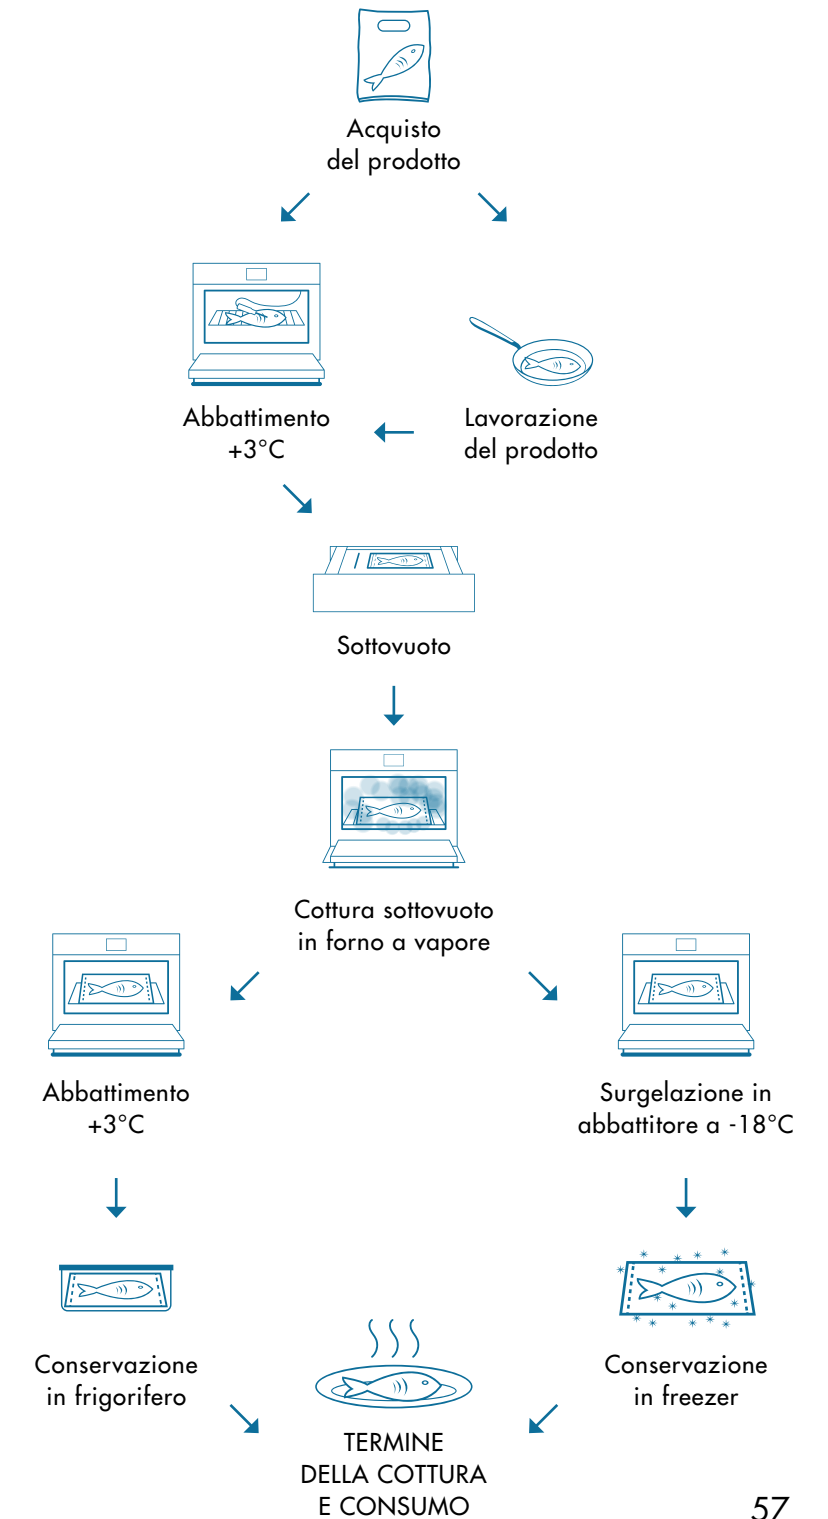 Acquisto
del prodotto
Abbattimento
+3°C
Lavorazione
del prodotto
Sottovuoto
Cottura sottovuoto
in forno a vapore
Abbattimento
+3°C
Surgelazione in
abbattitore a -18°C
Conservazione
in frigorifero
Conservazione
in freezer
TERMINE
DELLA COTTURA
E CONSUMO
57